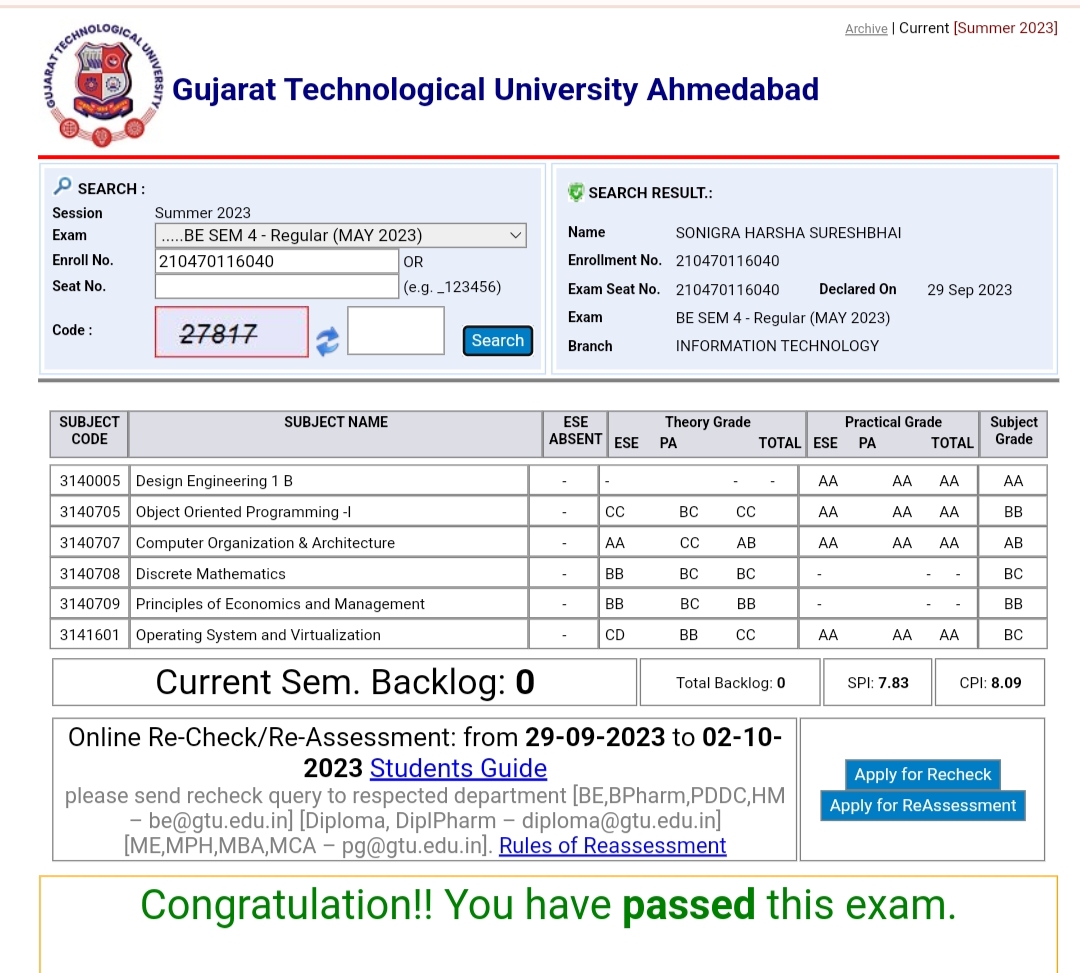 Archive | Current [Summer 2023]
GUJARAT TECHNOLOGICAL UNIVERSITY
Gujarat Technological University Ahmedabad
SEARCH :
Session Summer 2023
Exam .....BE SEM 4 - Regular (MAY 2023)
Enroll No. 210470116040 OR
Seat No. (e.g. _123456)
Code : 27817 Search
SEARCH RESULT.:
Name SONIGRA HARSHA SURESHBHAI
Enrollment No. 210470116040
Exam Seat No. 210470116040 Declared On 29 Sep 2023
Exam BE SEM 4 - Regular (MAY 2023)
Branch INFORMATION TECHNOLOGY
SUBJECT CODE SUBJECT NAME ESE ABSENT Theory Grade Practical Grade Subject Grade
ESE PA TOTAL ESE PA TOTAL
3140005 Design Engineering 1 B - - - - AA AA AA AA
3140705 Object Oriented Programming -I - CC BC CC AA AA AA BB
3140707 Computer Organization & Architecture - AA CC AB AA AA AA AB
3140708 Discrete Mathematics - BB BC BC - - - BC
3140709 Principles of Economics and Management - BB BC BB - - - BB
3141601 Operating System and Virtualization - CD BB CC AA AA AA BC
Current Sem. Backlog: 0 Total Backlog: 0 SPI: 7.83 CPI: 8.09
Online Re-Check/Re-Assessment: from 29-09-2023 to 02-10-
2023 Students Guide
please send recheck query to respected department [BE,BPharm,PDDC,HM
– be@gtu.edu.in] [Diploma, DiplPharm – diploma@gtu.edu.in]
[ME,MPH,MBA,MCA – pg@gtu.edu.in]. Rules of Reassessment
Apply for Recheck
Apply for ReAssessment
Congratulation!! You have passed this exam.